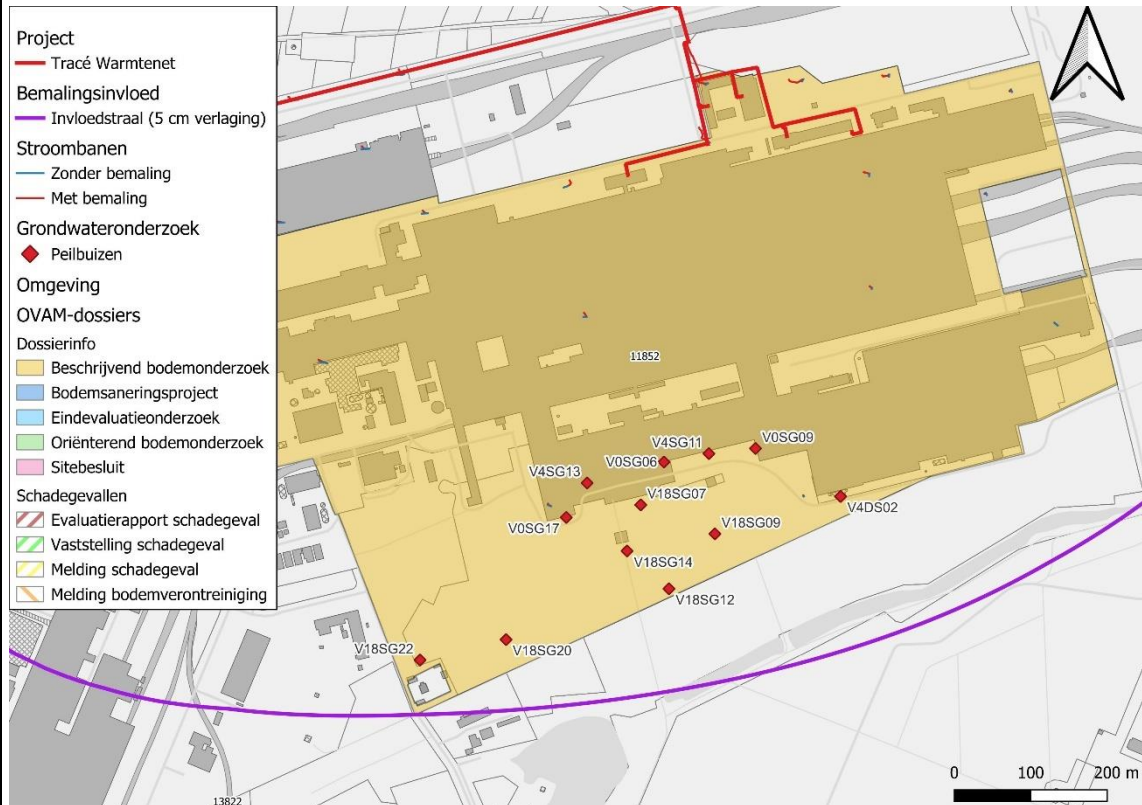 Project
Tracé Warmtenet
Bemalingsinvloed
Invloedstraal (5 cm verlaging)
Stroombanen
Zonder bemaling
Met bemaling
Grondwateronderzoek
Peilbuizen
Omgeving
OVAM-dossiers
Dossierinfo
Beschrijvend bodemonderzoek
Bodemsaneringsproject
Eindevaluatieonderzoek
Oriënterend bodemonderzoek
Sitebesluit
Schadegevallen
Evaluatierapport schadegeval
Vaststelling schadegeval
Melding schadegeval
Melding bodemverontreiniging
11852
V4SG11
V0SG09
V0SG06
V4SG13
V18SG07
V4DS02
V0SG17
V18SG09
V18SG14
V18SG12
V18SG22
V18SG20
13822
0 100 200 m